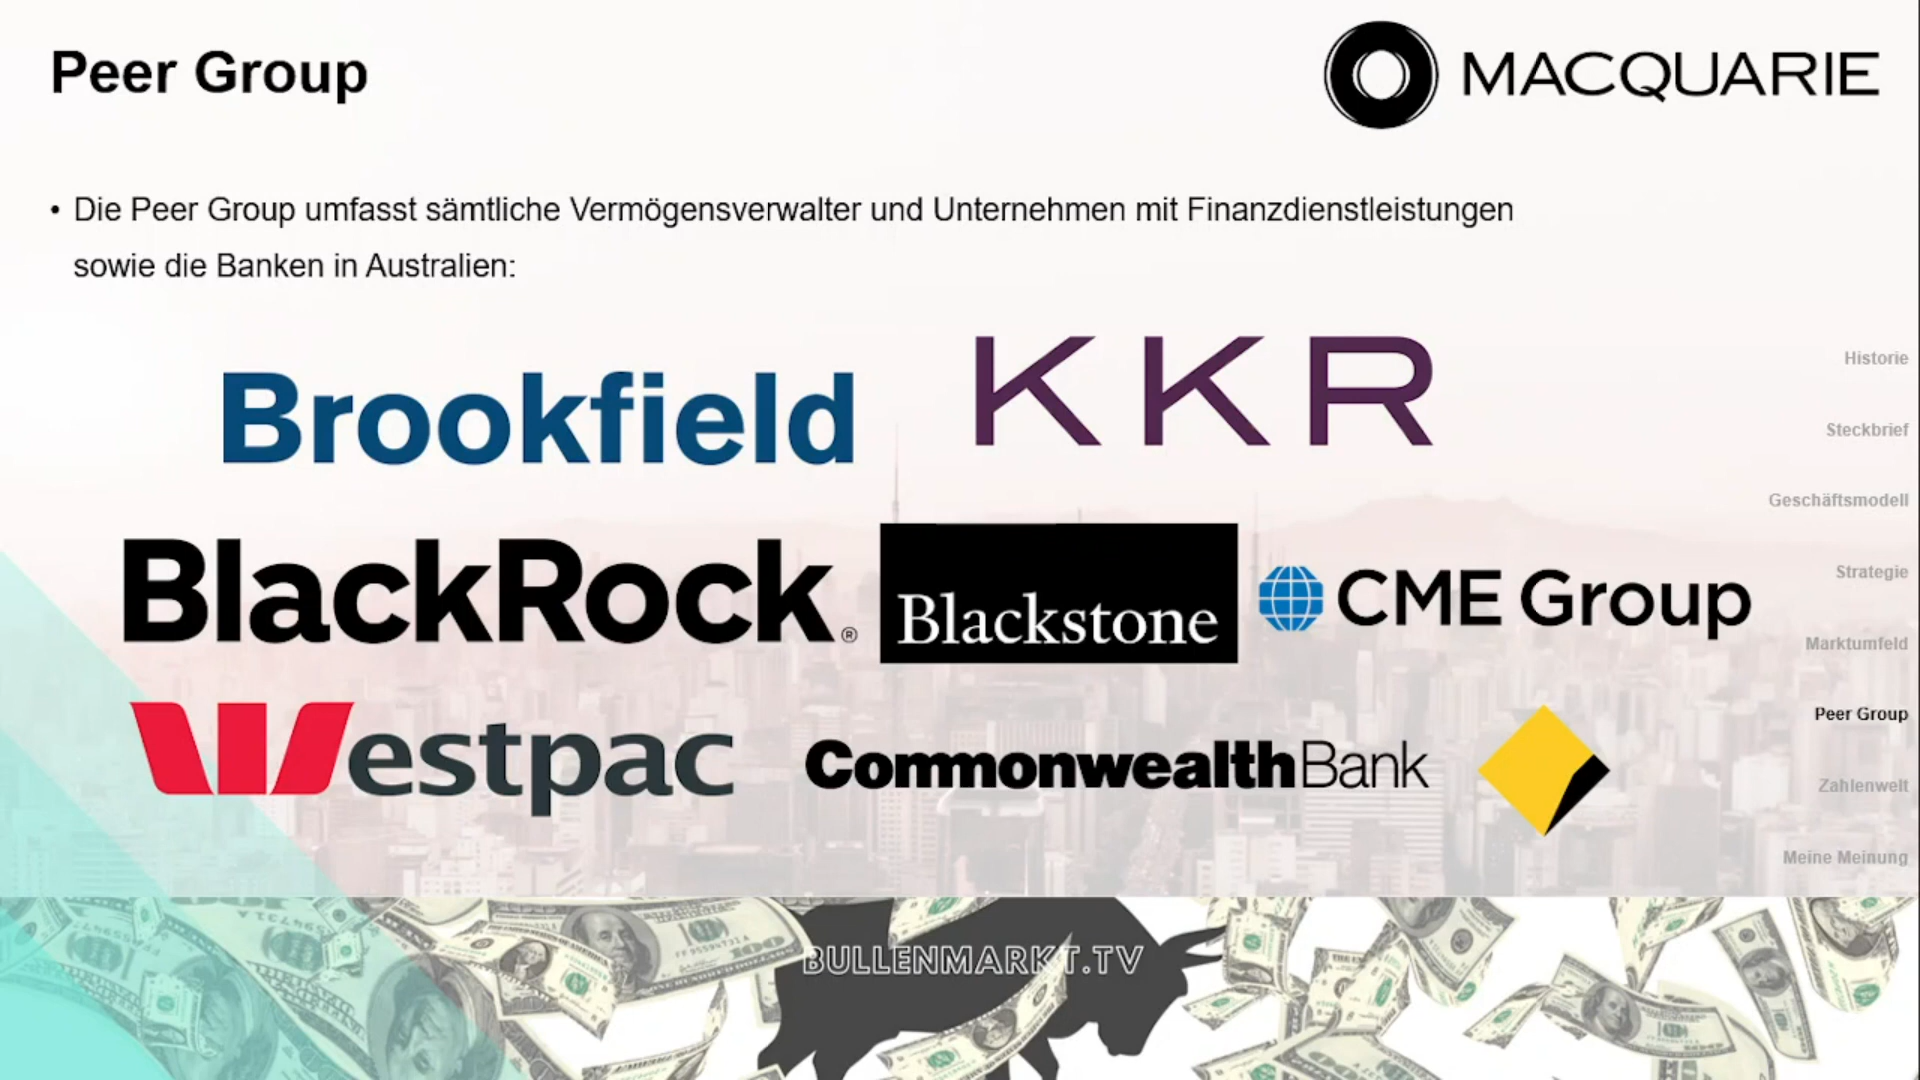 Peer Group
MACQUARIE
• Die Peer Group umfasst sämtliche Vermögensverwalter und Unternehmen mit Finanzdienstleistungen
sowie die Banken in Australien:
Brookfield
KKR
BlackRock®
Blackstone
CME Group
Westpac
CommonwealthBank
Historie
Steckbrief
Geschäftsmodell
Strategie
Marktumfeld
Peer Group
Zahlenwelt
Meine Meinung
BULLENMARKT.TV